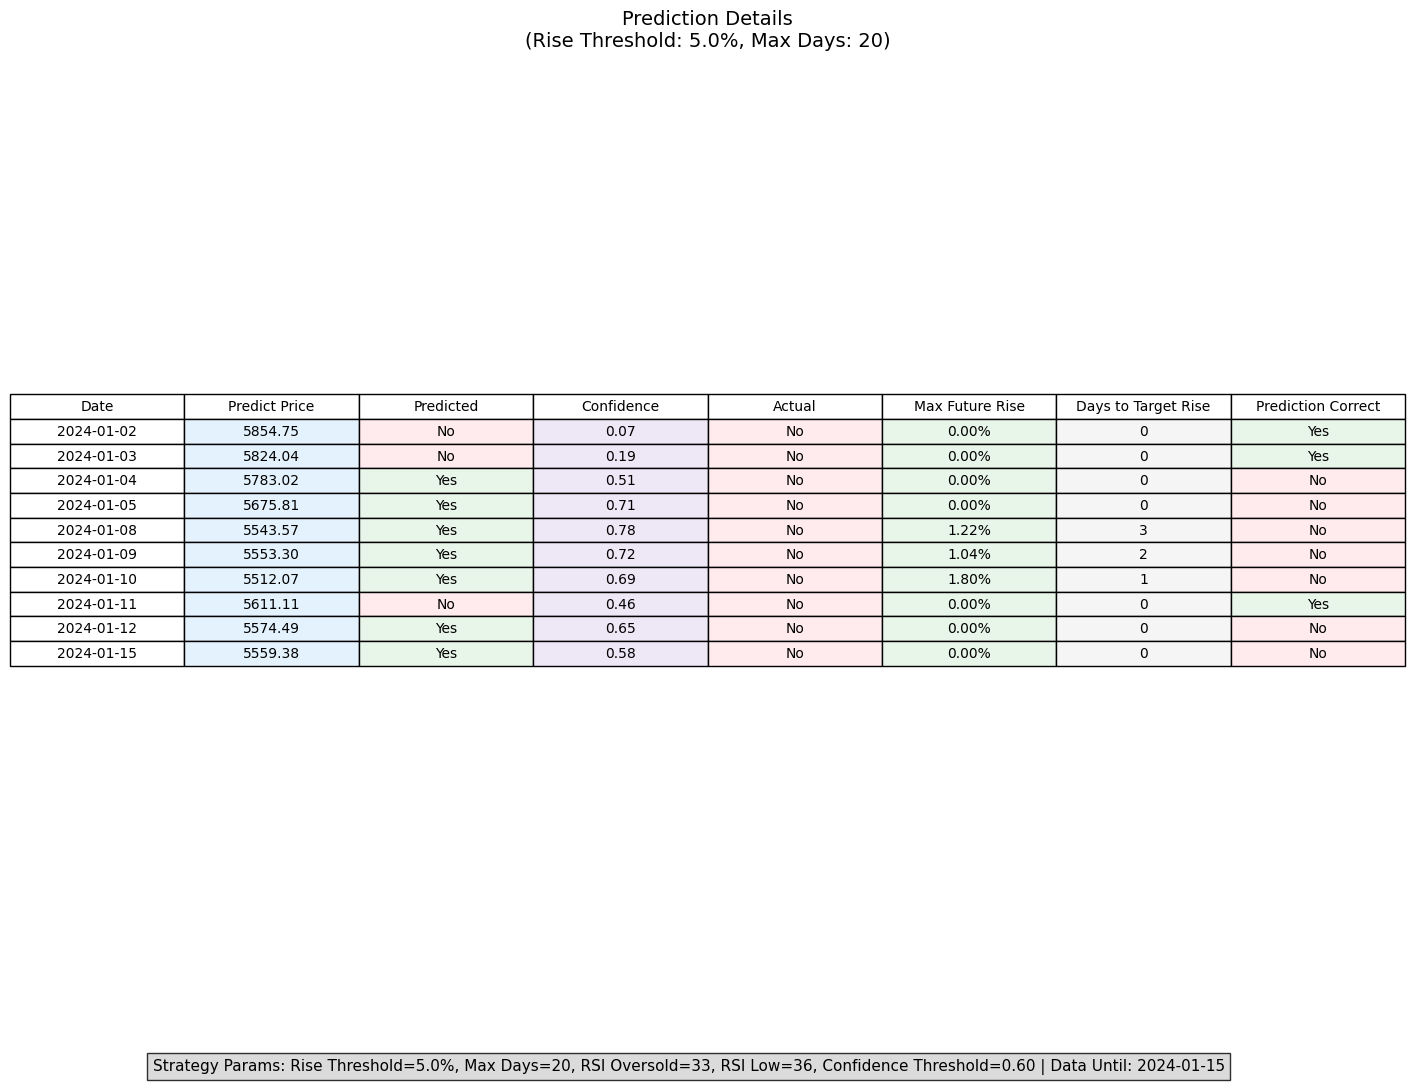 Prediction Details
(Rise Threshold: 5.0%, Max Days: 20)
Date Predict Price Predicted Confidence Actual Max Future Rise Days to Target Rise Prediction Correct
2024-01-02 5854.75 No 0.07 No 0.00% 0 Yes
2024-01-03 5824.04 No 0.19 No 0.00% 0 Yes
2024-01-04 5783.02 Yes 0.51 No 0.00% 0 No
2024-01-05 5675.81 Yes 0.71 No 0.00% 0 No
2024-01-08 5543.57 Yes 0.78 No 1.22% 3 No
2024-01-09 5553.30 Yes 0.72 No 1.04% 2 No
2024-01-10 5512.07 Yes 0.69 No 1.80% 1 No
2024-01-11 5611.11 No 0.46 No 0.00% 0 Yes
2024-01-12 5574.49 Yes 0.65 No 0.00% 0 No
2024-01-15 5559.38 Yes 0.58 No 0.00% 0 No
Strategy Params: Rise Threshold=5.0%, Max Days=20, RSI Oversold=33, RSI Low=36, Confidence Threshold=0.60 | Data Until: 2024-01-15